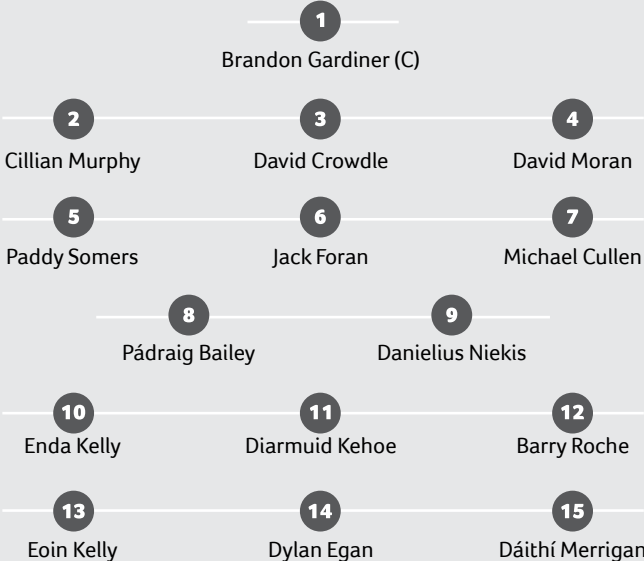 1
Brandon Gardiner (C)
2 3 4
Cillian Murphy David Crowdle David Moran
5 6 7
Paddy Somers Jack Foran Michael Cullen
8 9
Pádraig Bailey Danielius Niekis
10 11 12
Enda Kelly Diarmuid Kehoe Barry Roche
13 14 15
Eoin Kelly Dylan Egan Dáithí Merrigan